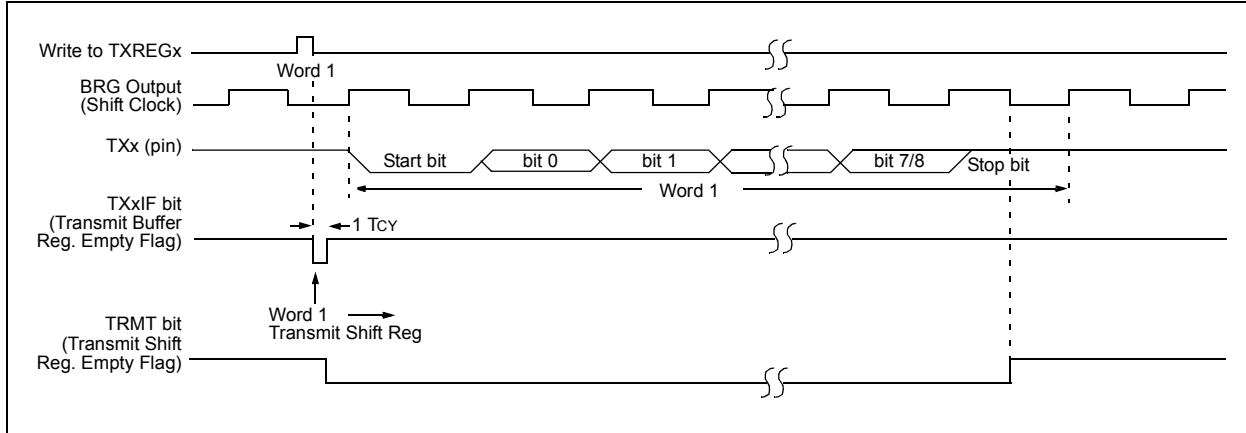 Write to TXREGx
Word 1
BRG Output
(Shift Clock)
TXx (pin)
Start bit
bit 0
bit 1
bit 7/8
Stop bit
Word 1
TXxIF bit
(Transmit Buffer
Reg. Empty Flag)
1 TCY
Word 1
Transmit Shift Reg
TRMT bit
(Transmit Shift
Reg. Empty Flag)